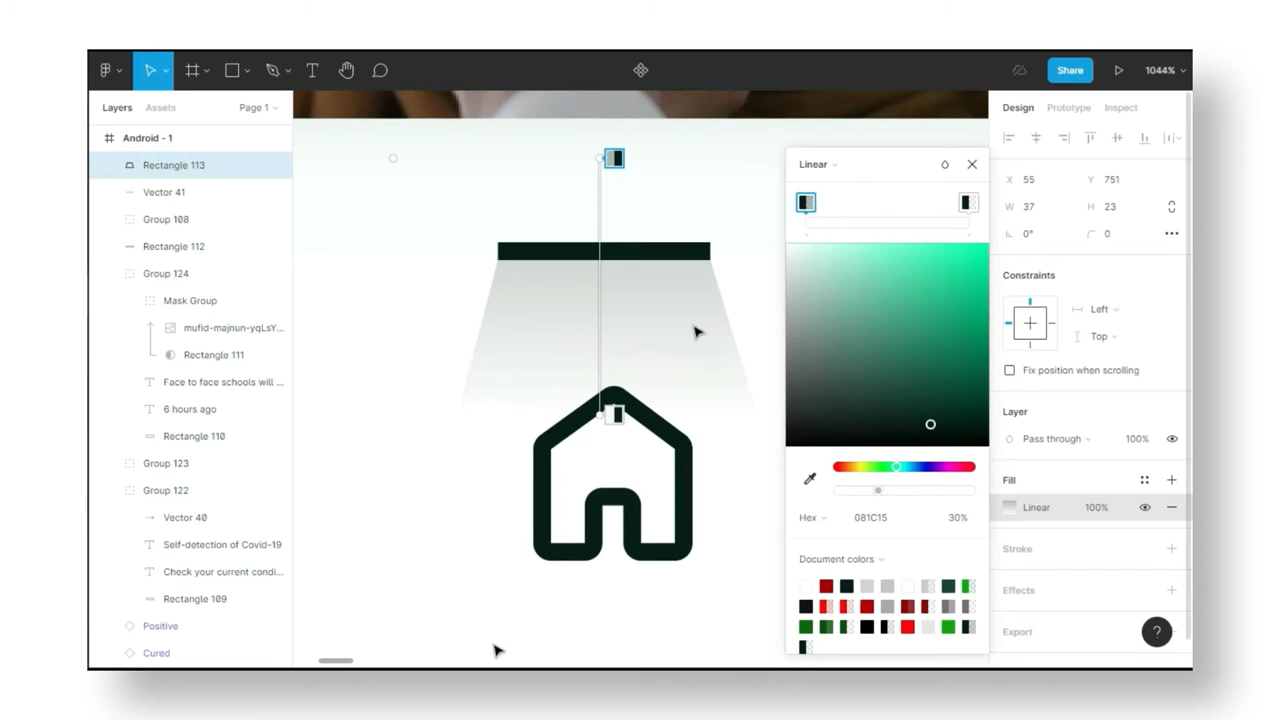 Share
1044%
Layers
Assets
Page 1
Android - 1
Rectangle 113
Vector 41
Group 108
Rectangle 112
Group 124
Mask Group
mufid-majnun-yqLsY...
Rectangle 111
Face to face schools will ...
6 hours ago
Rectangle 110
Group 123
Group 122
Vector 40
Self-detection of Covid-19
Check your current condi...
Rectangle 109
Positive
Cured
Linear
Hex
081C15
30%
Document colors
Design
Prototype
Inspect
X
55
Y
751
W
37
H
23
0°
0
Constraints
Left
Top
Fix position when scrolling
Layer
Pass through
100%
Fill
Linear
100%
Stroke
Effects
Export
?